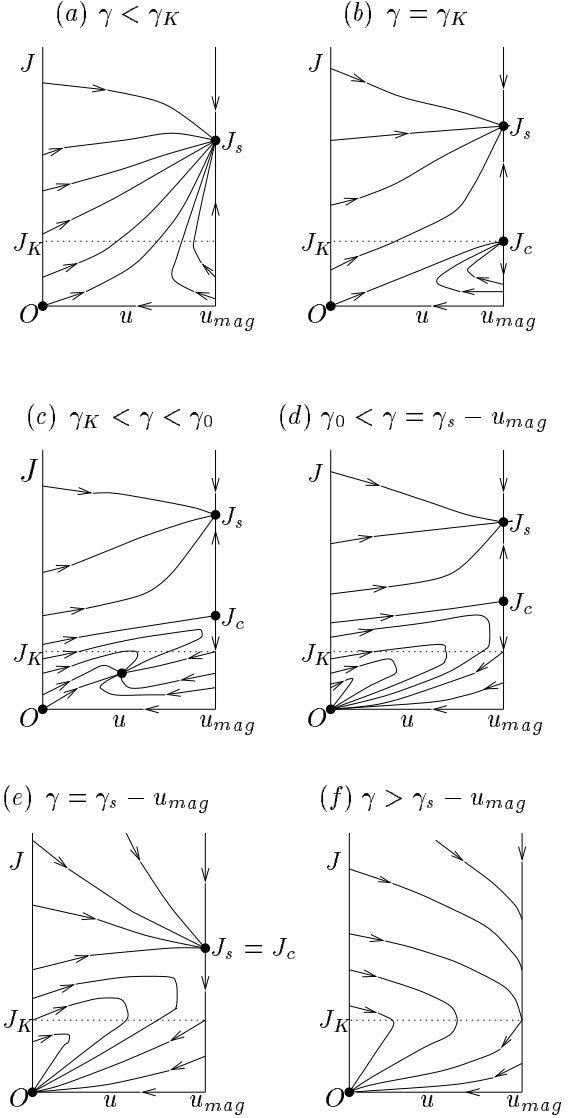 (a) γ < γ_K
(b) γ = γ_K
J
J_s
J_K
O
u
u_mag
J
J_s
J_K
J_c
O
u
u_mag
(c) γ_K < γ < γ_0
(d) γ_0 < γ = γ_s − u_mag
J
J_s
J_c
J_K
O
u
u_mag
J
J_s
J_c
J_K
O
u
u_mag
(e) γ = γ_s − u_mag
(f) γ > γ_s − u_mag
J
J_s = J_c
J_K
O
u
u_mag
J
J_K
O
u
u_mag